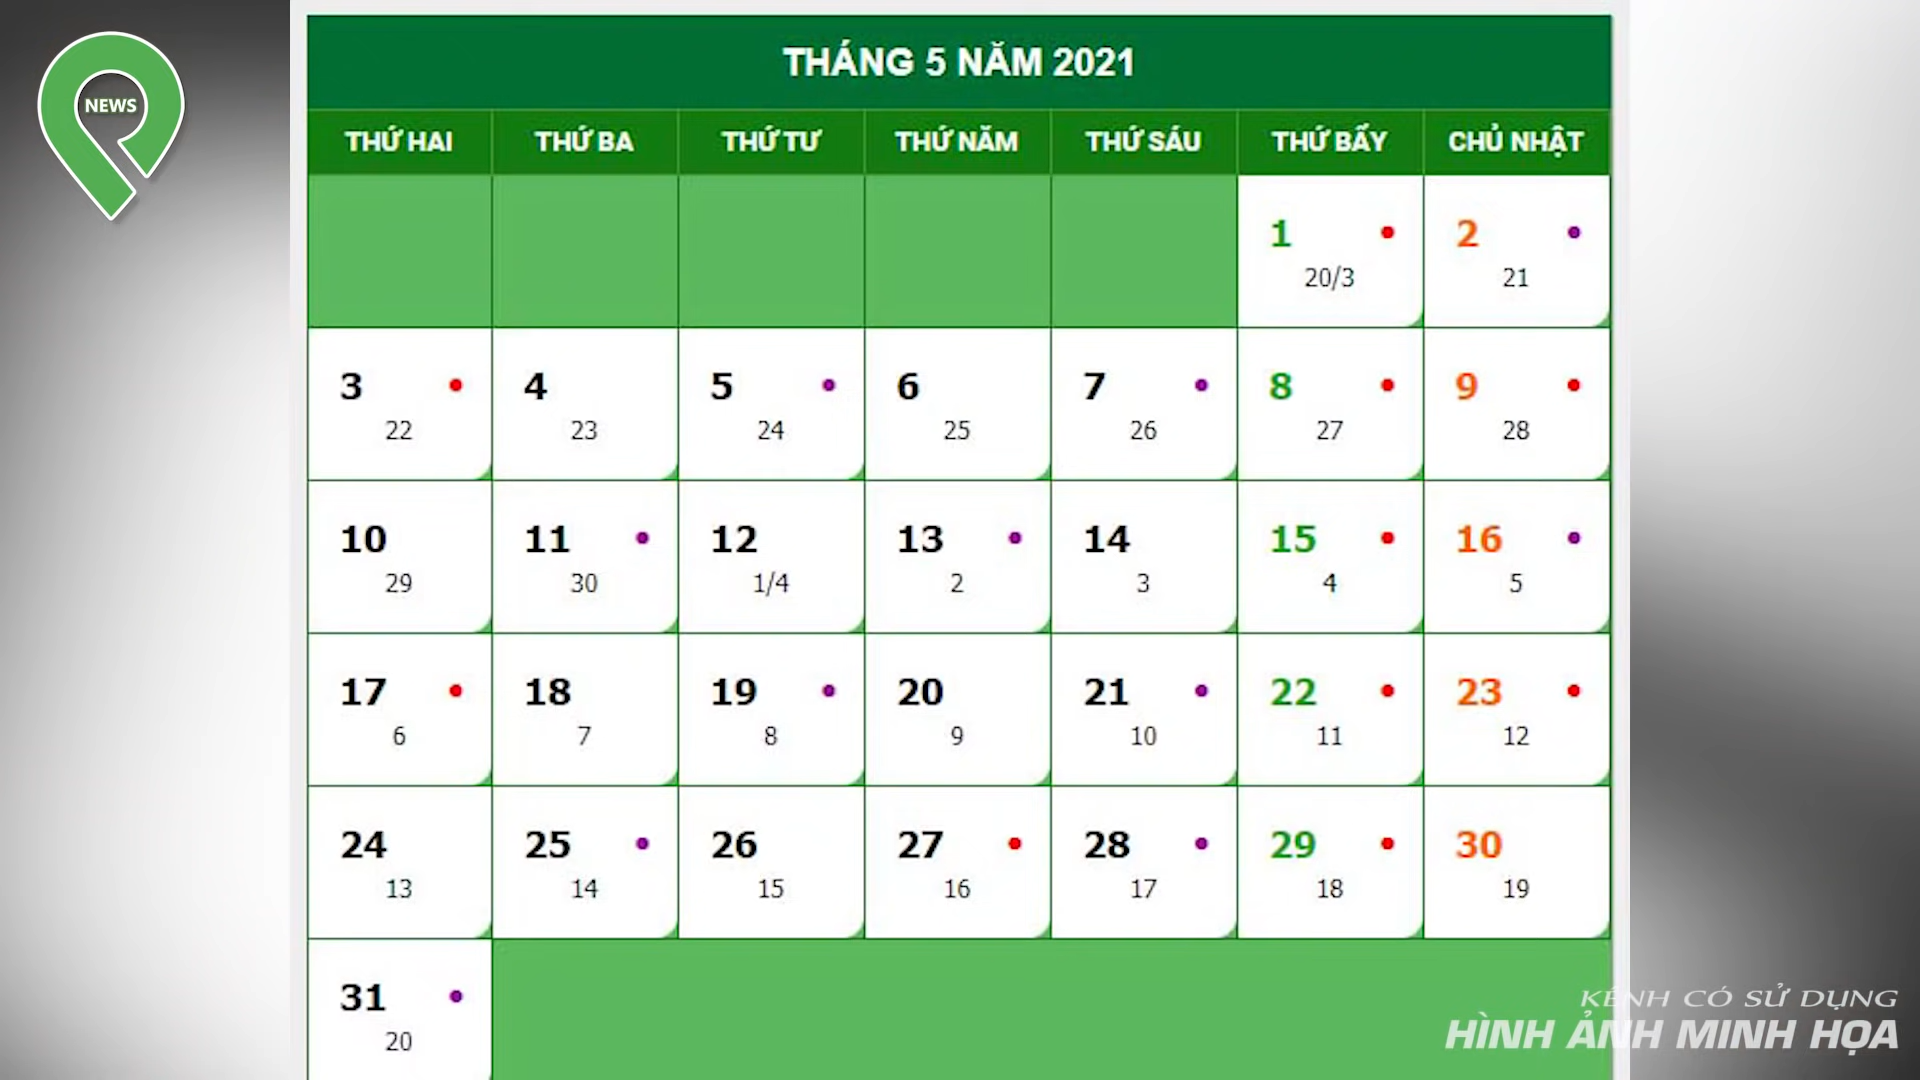 NEWS
THÁNG 5 NĂM 2021
THỨ HAI THỨ BA THỨ TƯ THỨ NĂM THỨ SÁU THỨ BẨY CHỦ NHẬT
1 2
20/3 21
3 4 5 6 7 8 9
22 23 24 25 26 27 28
10 11 12 13 14 15 16
29 30 1/4 2 3 4 5
17 18 19 20 21 22 23
6 7 8 9 10 11 12
24 25 26 27 28 29 30
13 14 15 16 17 18 19
31
20
KÊNH CÓ SỬ DỤNG
HÌNH ẢNH MINH HỌA